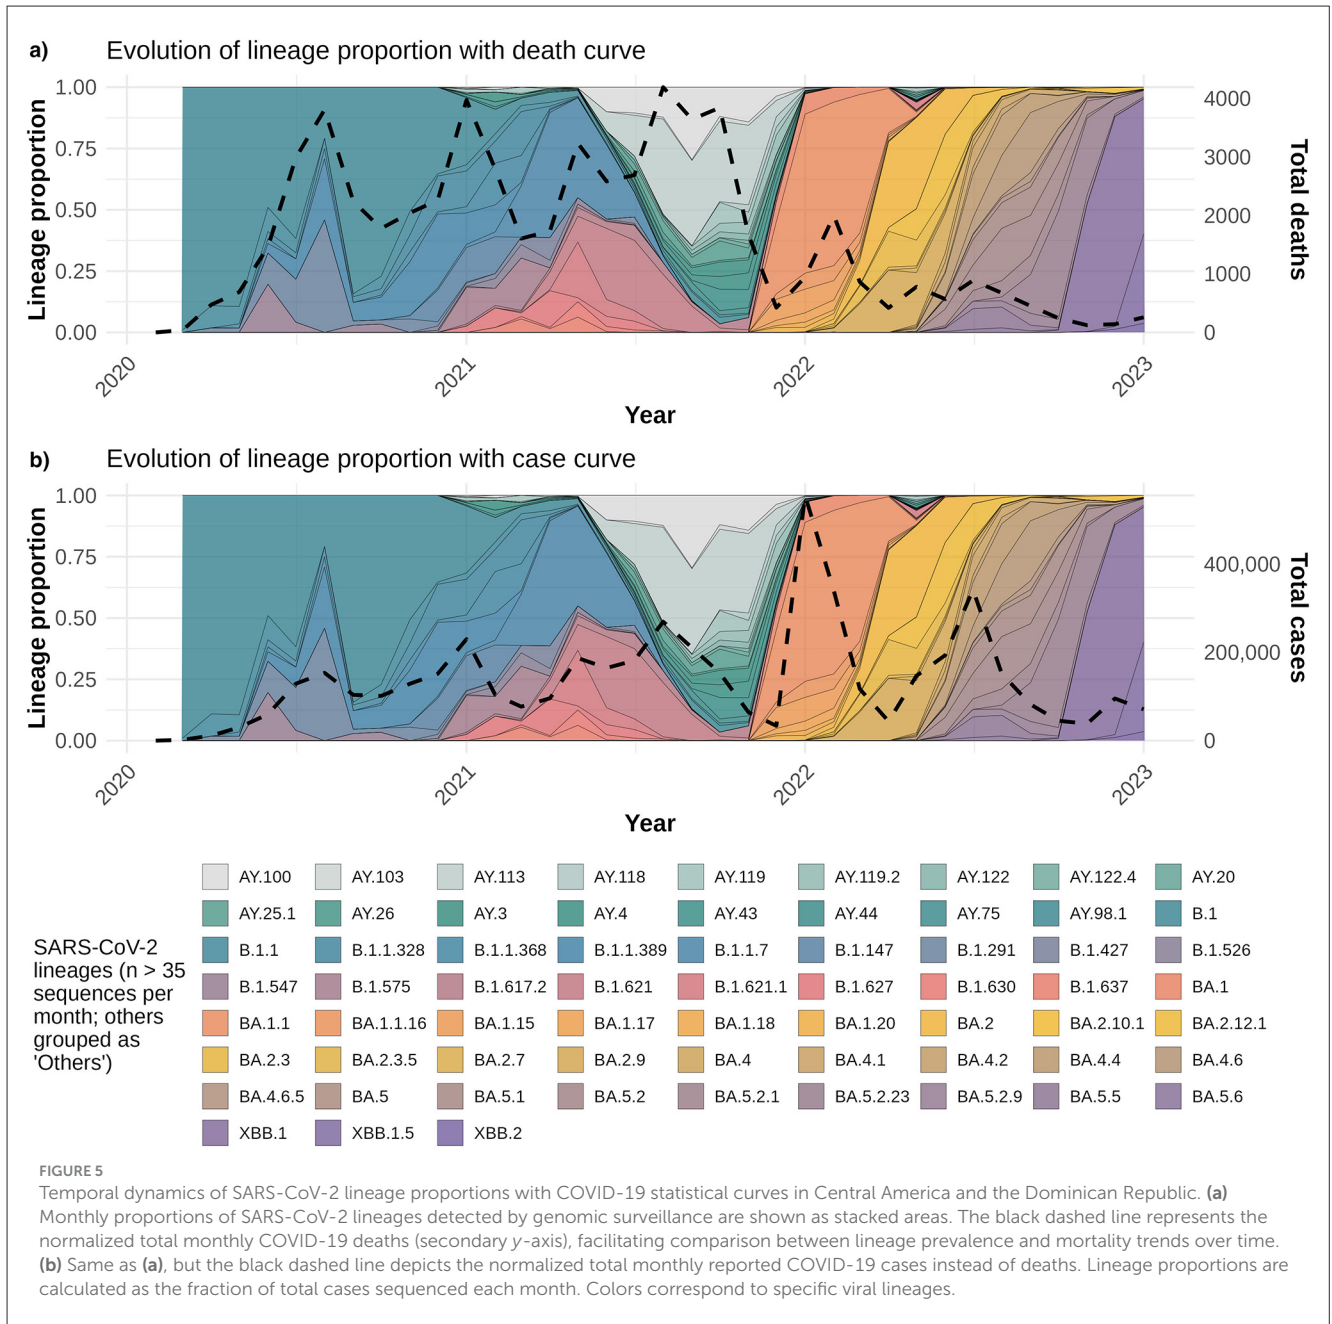 a) Evolution of lineage proportion with death curve
Lineage proportion
1.00
0.75
0.50
0.25
0.00
4000
3000
2000
1000
0
Total deaths
2020 2021 2022 2023
Year
b) Evolution of lineage proportion with case curve
Lineage proportion
1.00
0.75
0.50
0.25
0.00
400,000
200,000
0
Total cases
2020 2021 2022 2023
Year
SARS-CoV-2
lineages (n > 35
sequences per
month; others
grouped as
'Others')
AY.100 AY.103 AY.113 AY.118 AY.119 AY.119.2 AY.122 AY.122.4 AY.20
AY.25.1 AY.26 AY.3 AY.4 AY.43 AY.44 AY.75 AY.98.1 B.1
B.1.1 B.1.1.328 B.1.1.368 B.1.1.389 B.1.1.7 B.1.147 B.1.291 B.1.427 B.1.526
B.1.547 B.1.575 B.1.617.2 B.1.621 B.1.621.1 B.1.627 B.1.630 B.1.637 BA.1
BA.1.1 BA.1.1.16 BA.1.15 BA.1.17 BA.1.18 BA.1.20 BA.2 BA.2.10.1 BA.2.12.1
BA.2.3 BA.2.3.5 BA.2.7 BA.2.9 BA.4 BA.4.1 BA.4.2 BA.4.4 BA.4.6
BA.4.6.5 BA.5 BA.5.1 BA.5.2 BA.5.2.1 BA.5.2.23 BA.5.2.9 BA.5.5 BA.5.6
XBB.1 XBB.1.5 XBB.2
FIGURE 5
Temporal dynamics of SARS-CoV-2 lineage proportions with COVID-19 statistical curves in Central America and the Dominican Republic. (a)
Monthly proportions of SARS-CoV-2 lineages detected by genomic surveillance are shown as stacked areas. The black dashed line represents the
normalized total monthly COVID-19 deaths (secondary y-axis), facilitating comparison between lineage prevalence and mortality trends over time.
(b) Same as (a), but the black dashed line depicts the normalized total monthly reported COVID-19 cases instead of deaths. Lineage proportions are
calculated as the fraction of total cases sequenced each month. Colors correspond to specific viral lineages.